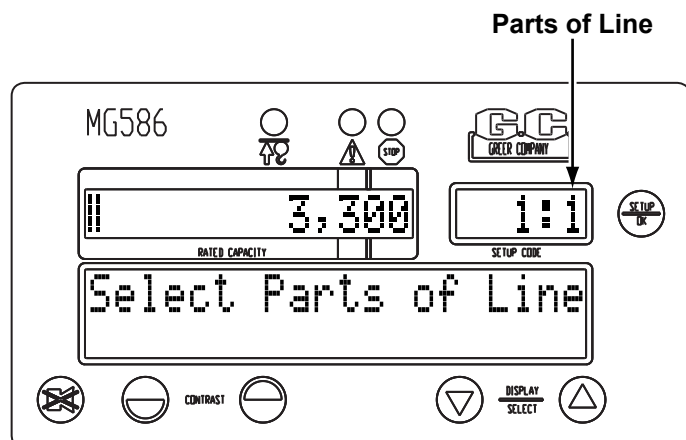 Parts of Line
MG586
G.C.
GREER COMPANY
STOP
3,300
1:1
SETUP
OK
RATED CAPACITY
SETUP CODE
Select Parts of Line
CONTRAST
DISPLAY
SELECT